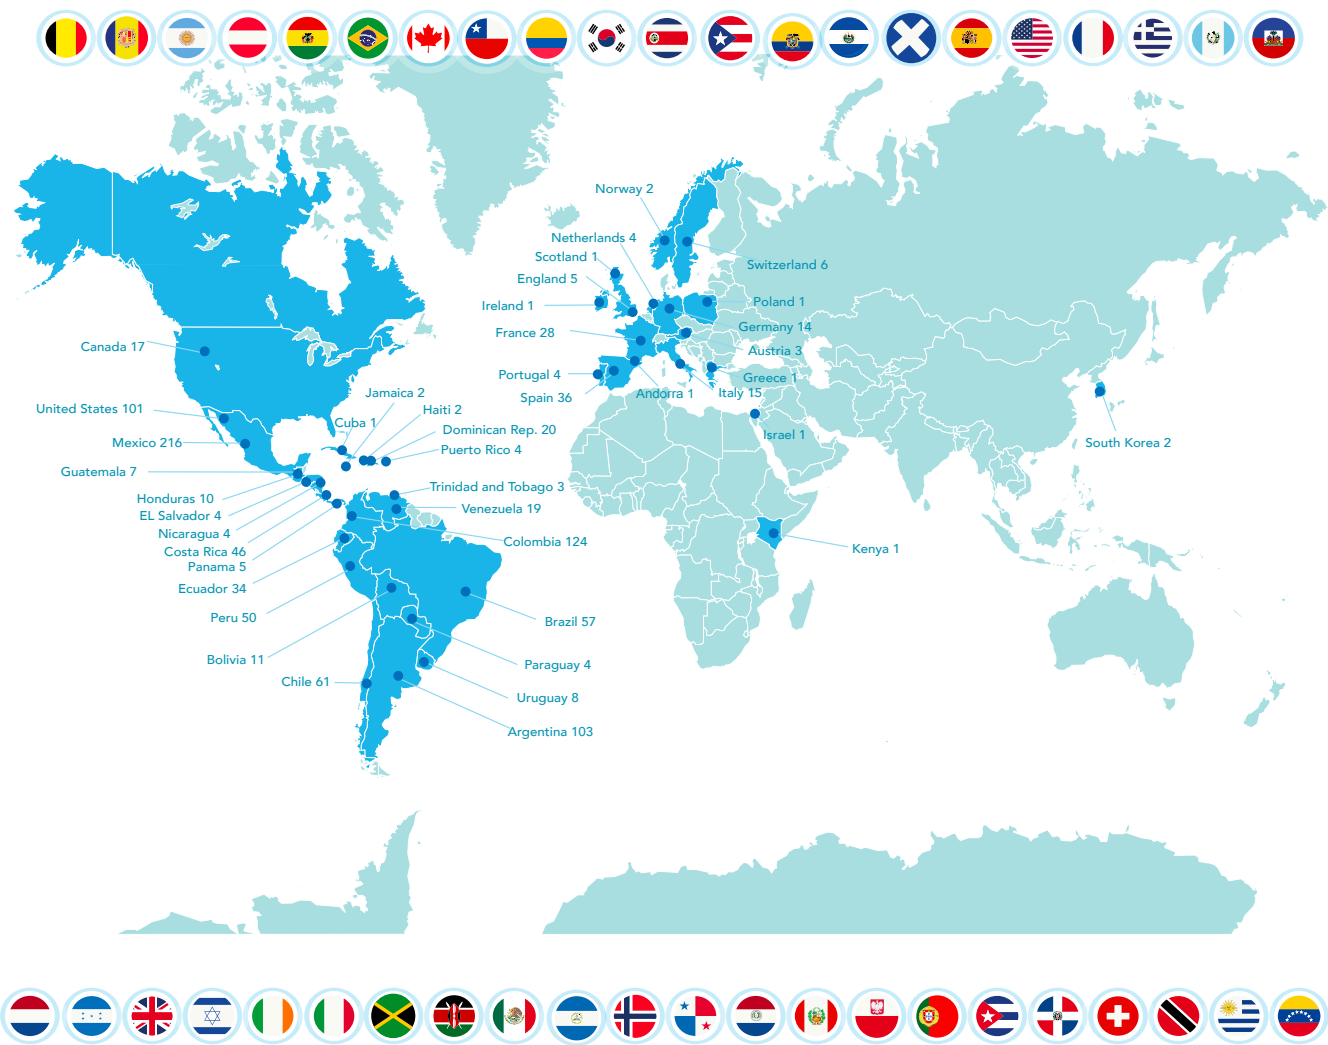 Norway 2
Netherlands 4
Scotland 1
England 5
Switzerland 6
Ireland 1
Poland 1
Germany 14
France 28
Canada 17
Austria 3
Portugal 4
Greece 1
Jamaica 2
Andorra 1
Italy 15
Spain 36
United States 101
Haiti 2
Cuba 1
Dominican Rep. 20
Israel 1
Mexico 216
South Korea 2
Puerto Rico 4
Guatemala 7
Trinidad and Tobago 3
Honduras 10
Venezuela 19
EL Salvador 4
Nicaragua 4
Colombia 124
Costa Rica 46
Kenya 1
Panama 5
Ecuador 34
Peru 50
Brazil 57
Bolivia 11
Paraguay 4
Chile 61
Uruguay 8
Argentina 103